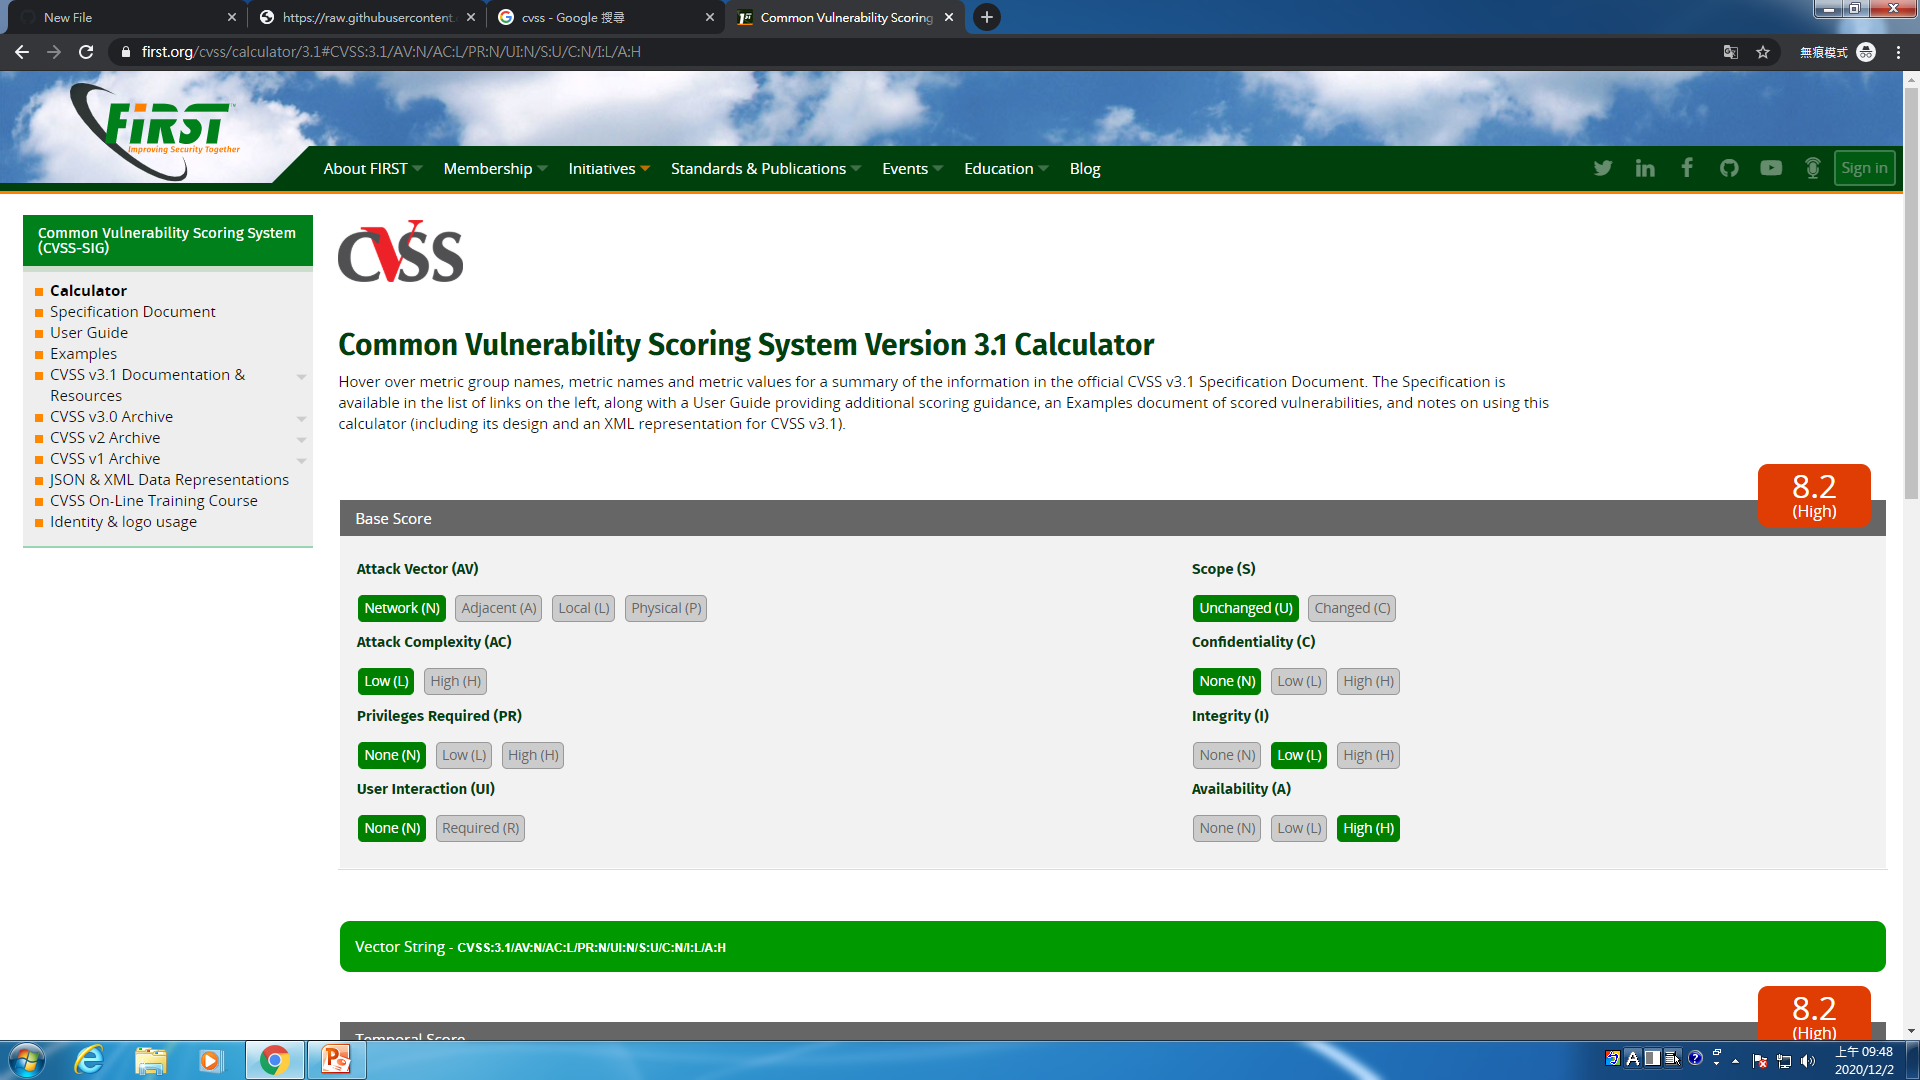 New File
https://raw.githubusercontent.
cvss - Google 搜尋
Common Vulnerability Scoring
first.org/cvss/calculator/3.1#CVSS:3.1/AV:N/AC:L/PR:N/UI:N/S:U/C:N/I:L/A:H
無痕模式
FIRST
Improving Security Together
About FIRST
Membership
Initiatives
Standards & Publications
Events
Education
Blog
Sign in
Common Vulnerability Scoring System
(CVSS-SIG)
Calculator
Specification Document
User Guide
Examples
CVSS v3.1 Documentation &
Resources
CVSS v3.0 Archive
CVSS v2 Archive
CVSS v1 Archive
JSON & XML Data Representations
CVSS On-Line Training Course
Identity & logo usage
CVSS
Common Vulnerability Scoring System Version 3.1 Calculator
Hover over metric group names, metric names and metric values for a summary of the information in the official CVSS v3.1 Specification Document. The Specification is
available in the list of links on the left, along with a User Guide providing additional scoring guidance, an Examples document of scored vulnerabilities, and notes on using this
calculator (including its design and an XML representation for CVSS v3.1).
8.2
(High)
Base Score
Attack Vector (AV)
Network (N) Adjacent (A) Local (L) Physical (P)
Attack Complexity (AC)
Low (L) High (H)
Privileges Required (PR)
None (N) Low (L) High (H)
User Interaction (UI)
None (N) Required (R)
Scope (S)
Unchanged (U) Changed (C)
Confidentiality (C)
None (N) Low (L) High (H)
Integrity (I)
None (N) Low (L) High (H)
Availability (A)
None (N) Low (L) High (H)
Vector String - CVSS:3.1/AV:N/AC:L/PR:N/UI:N/S:U/C:N/I:L/A:H
8.2
(High)
Temporal Score
上午 09:48
2020/12/2